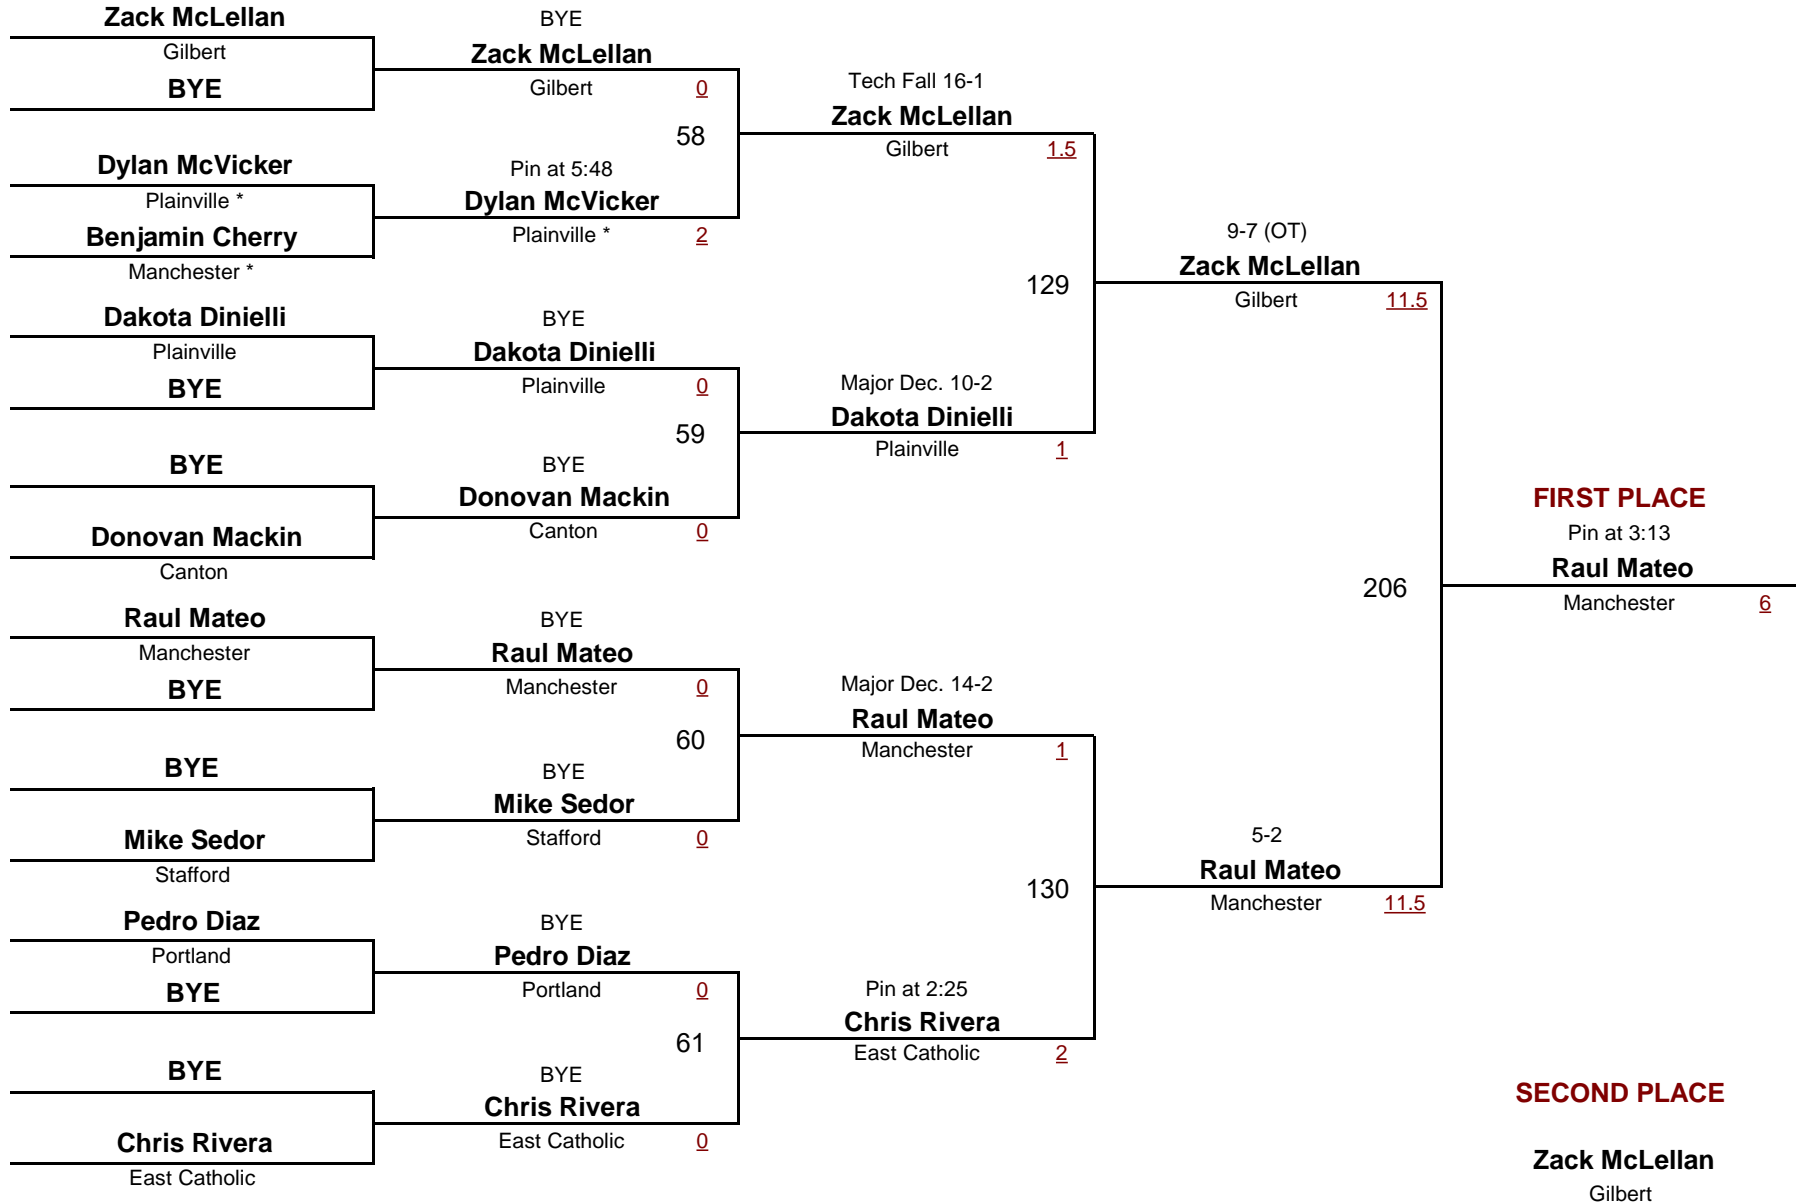 Zack McLellan
Gilbert
BYE
Dylan McVicker
Plainville *
Benjamin Cherry
Manchester *
Dakota Dinielli
Plainville
BYE
BYE
Donovan Mackin
Canton
Raul Mateo
Manchester
BYE
BYE
Mike Sedor
Stafford
Pedro Diaz
Portland
BYE
BYE
Chris Rivera
East Catholic
BYE
Zack McLellan
Gilbert 0
58
Pin at 5:48
Dylan McVicker
Plainville * 2
BYE
Dakota Dinielli
Plainville 0
59
BYE
Donovan Mackin
Canton 0
BYE
Raul Mateo
Manchester 0
60
BYE
Mike Sedor
Stafford 0
BYE
Pedro Diaz
Portland 0
61
BYE
Chris Rivera
East Catholic 0
Tech Fall 16-1
Zack McLellan
Gilbert 1.5
129
Major Dec. 10-2
Dakota Dinielli
Plainville 1
Major Dec. 14-2
Raul Mateo
Manchester 1
130
Pin at 2:25
Chris Rivera
East Catholic 2
9-7 (OT)
Zack McLellan
Gilbert 11.5
206
5-2
Raul Mateo
Manchester 11.5
FIRST PLACE
Pin at 3:13
Raul Mateo
Manchester 6
SECOND PLACE
Zack McLellan
Gilbert